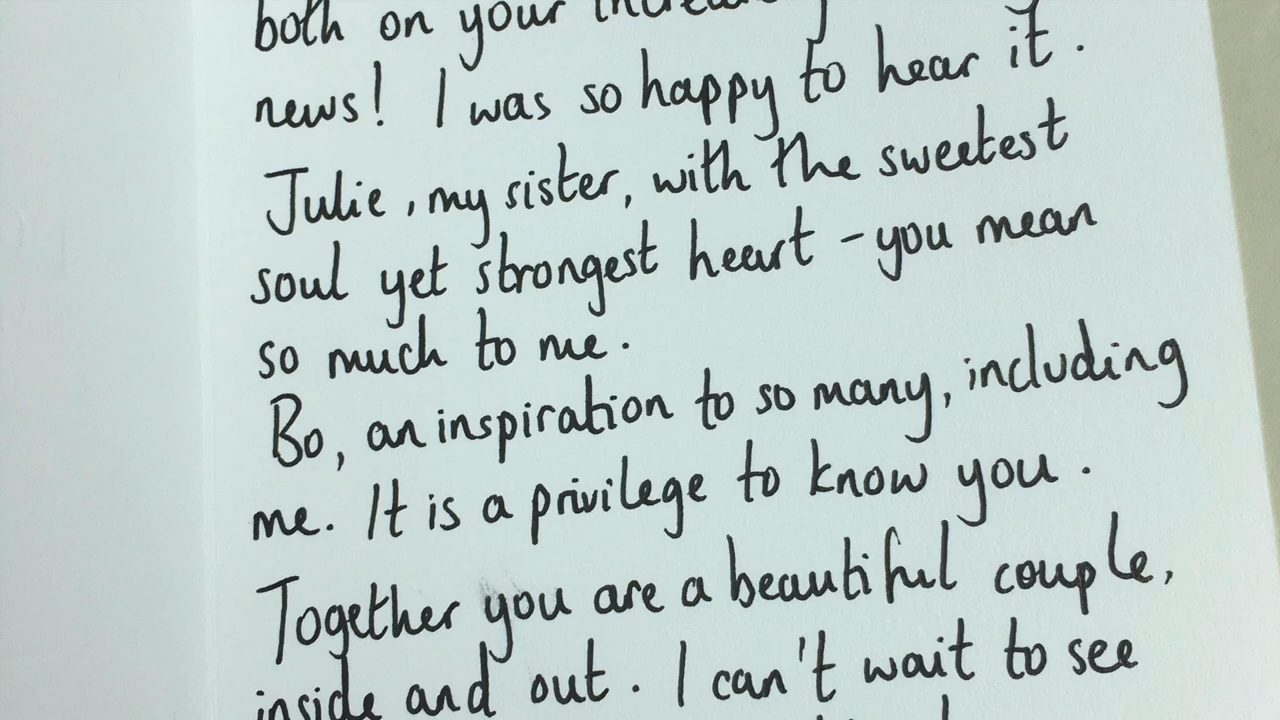 both on your
news! I was so happy to hear it.
Julie, my sister, with the sweetest
soul yet strongest heart - you mean
so much to me.
Bo, an inspiration to so many, including
me. It is a privilege to know you.
Together you are a beautiful couple,
inside and out. I can't wait to see